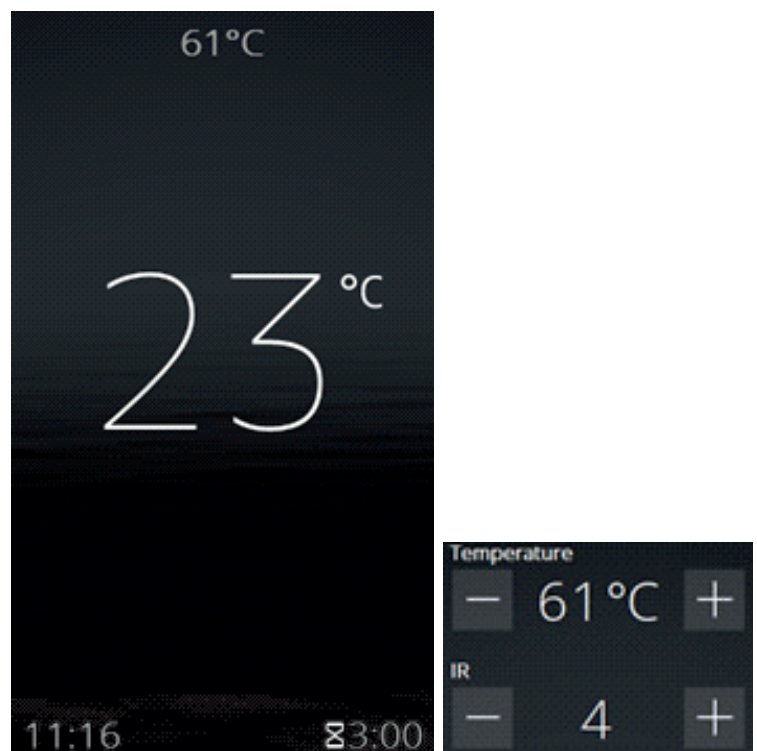 61°C
23 °C
11:16
3:00
Temperature
− 61°C +
IR
− 4 +